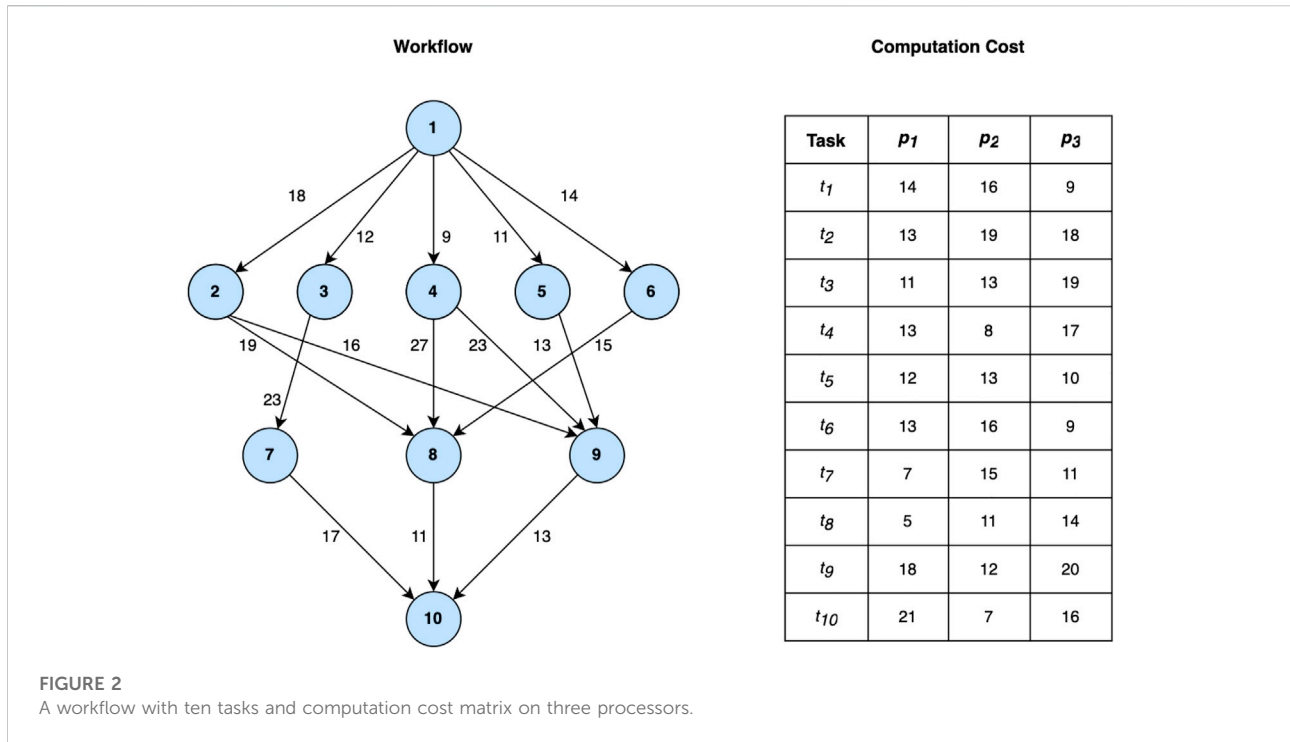 Workflow
Computation Cost
1
18
14
12
9
11
2
3
4
5
6
19
16
27
23
13
15
23
7
8
9
17
11
13
10
Task p1 p2 p3
t1 14 16 9
t2 13 19 18
t3 11 13 19
t4 13 8 17
t5 12 13 10
t6 13 16 9
t7 7 15 11
t8 5 11 14
t9 18 12 20
t10 21 7 16
FIGURE 2
A workflow with ten tasks and computation cost matrix on three processors.